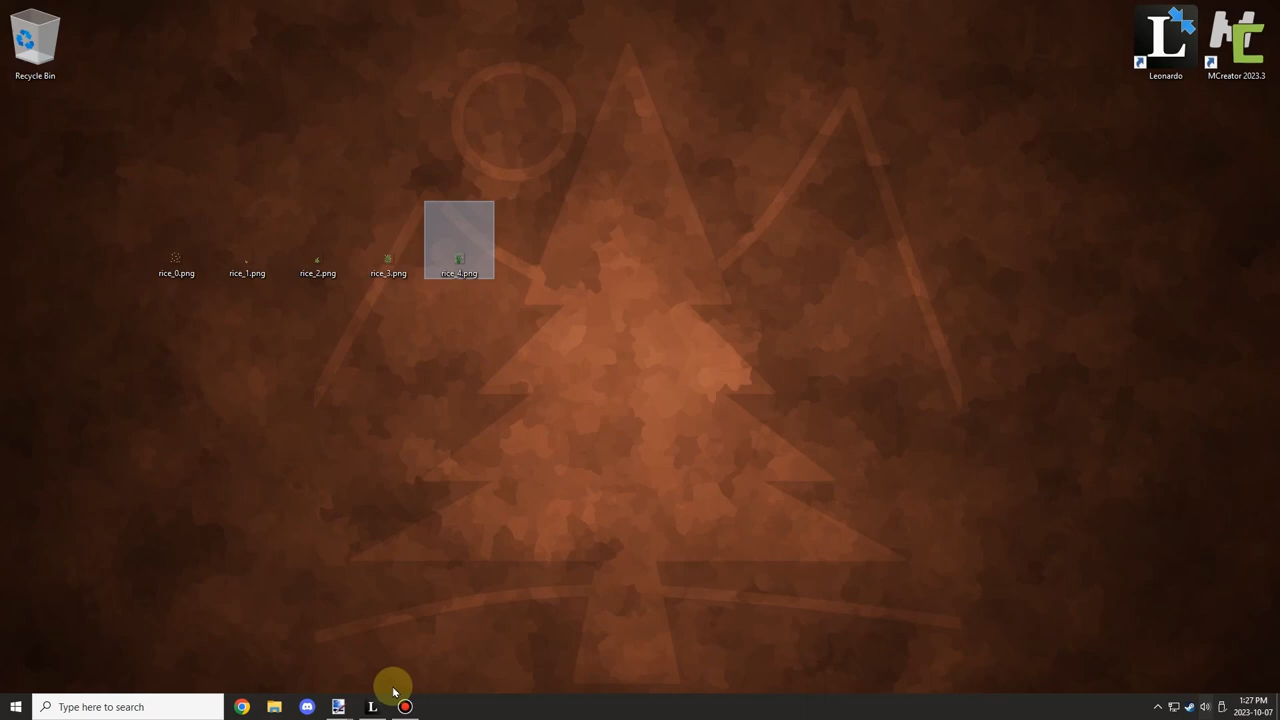 Recycle Bin
L
Leonardo
MCreator 2023.3
rice_0.png
rice_1.png
rice_2.png
rice_3.png
rice_4.png
Type here to search
L
1:27 PM
2023-10-07